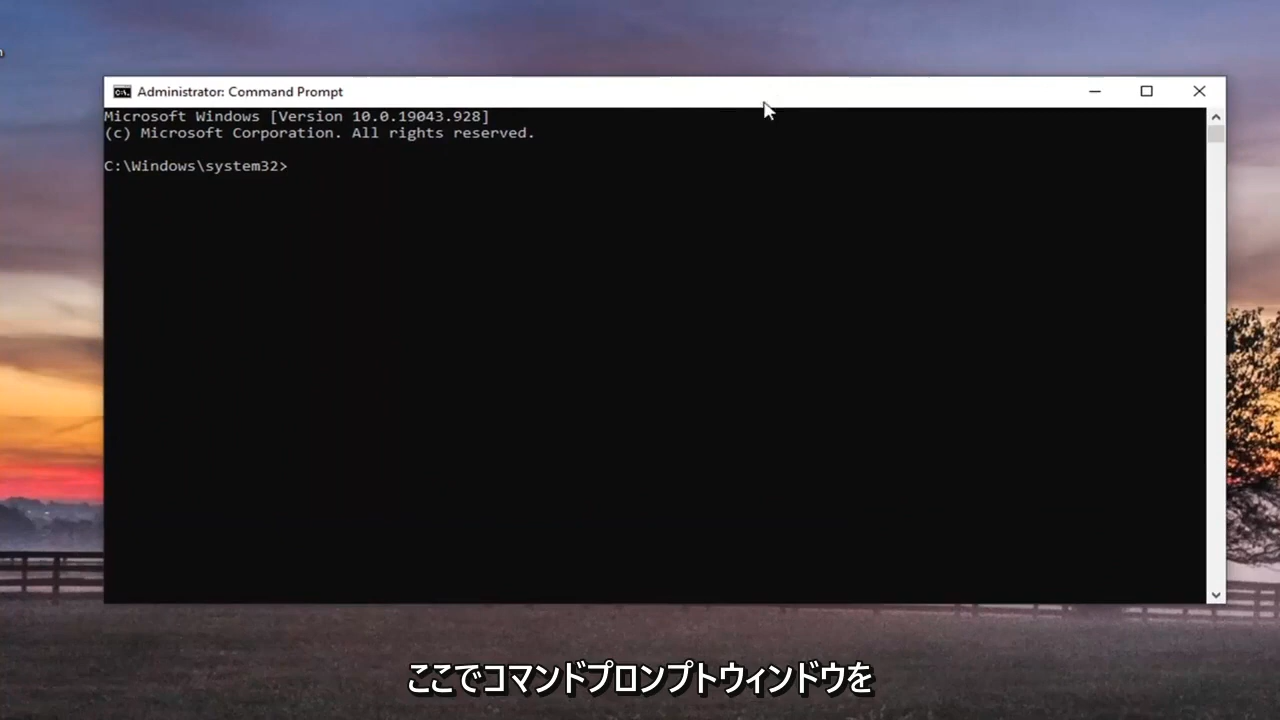 Administrator: Command Prompt
Microsoft Windows [Version 10.0.19043.928]
(c) Microsoft Corporation. All rights reserved.
C:\Windows\system32>
ここでコマンドプロンプトウィンドウを